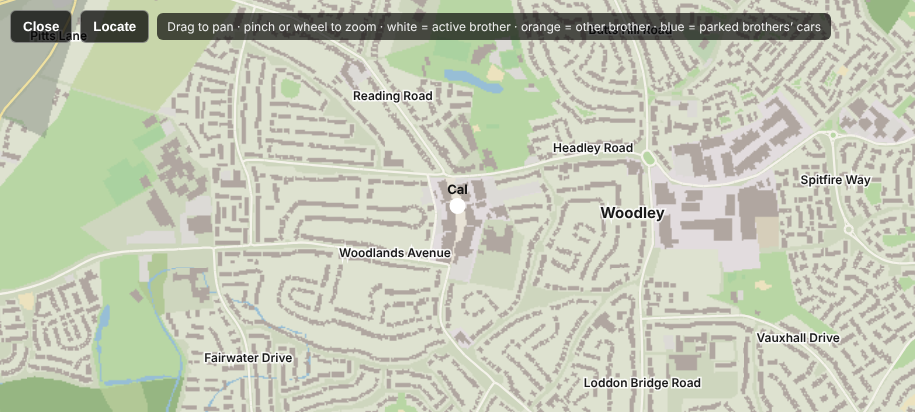 Close
Locate
Drag to pan · pinch or wheel to zoom · white = active brother · orange = other brother · blue = parked brothers' cars
Pitts Lane
Reading Road
Headley Road
Spitfire Way
Cal
Woodley
Woodlands Avenue
Vauxhall Drive
Fairwater Drive
Loddon Bridge Road